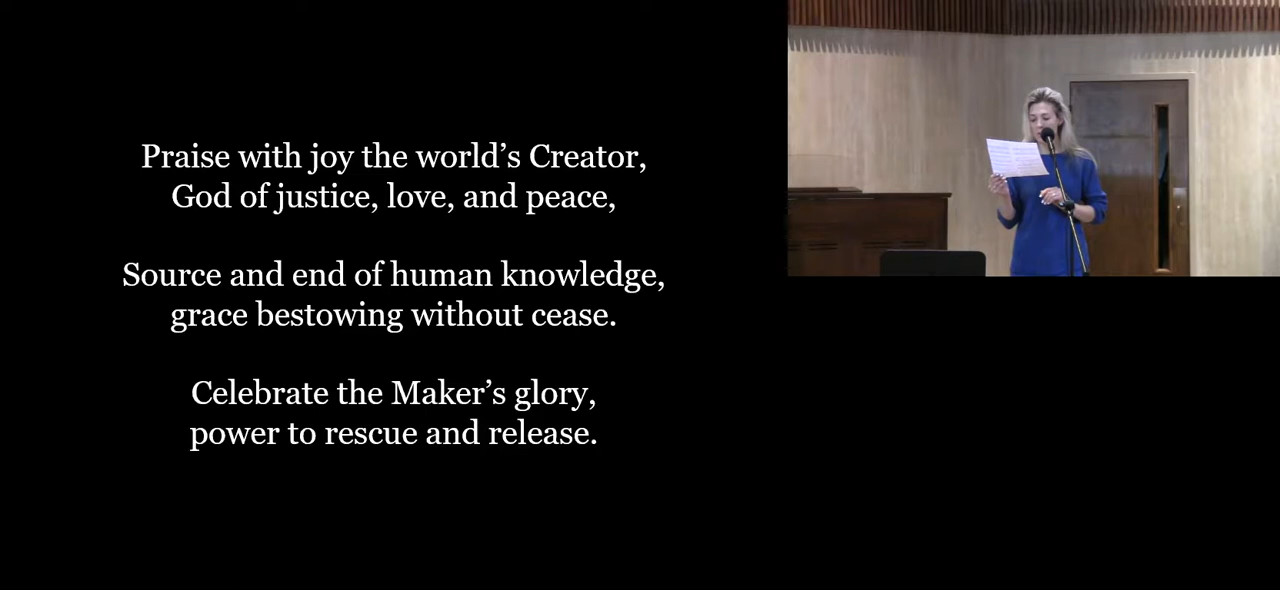 Praise with joy the world’s Creator,
God of justice, love, and peace,
Source and end of human knowledge,
grace bestowing without cease.
Celebrate the Maker’s glory,
power to rescue and release.